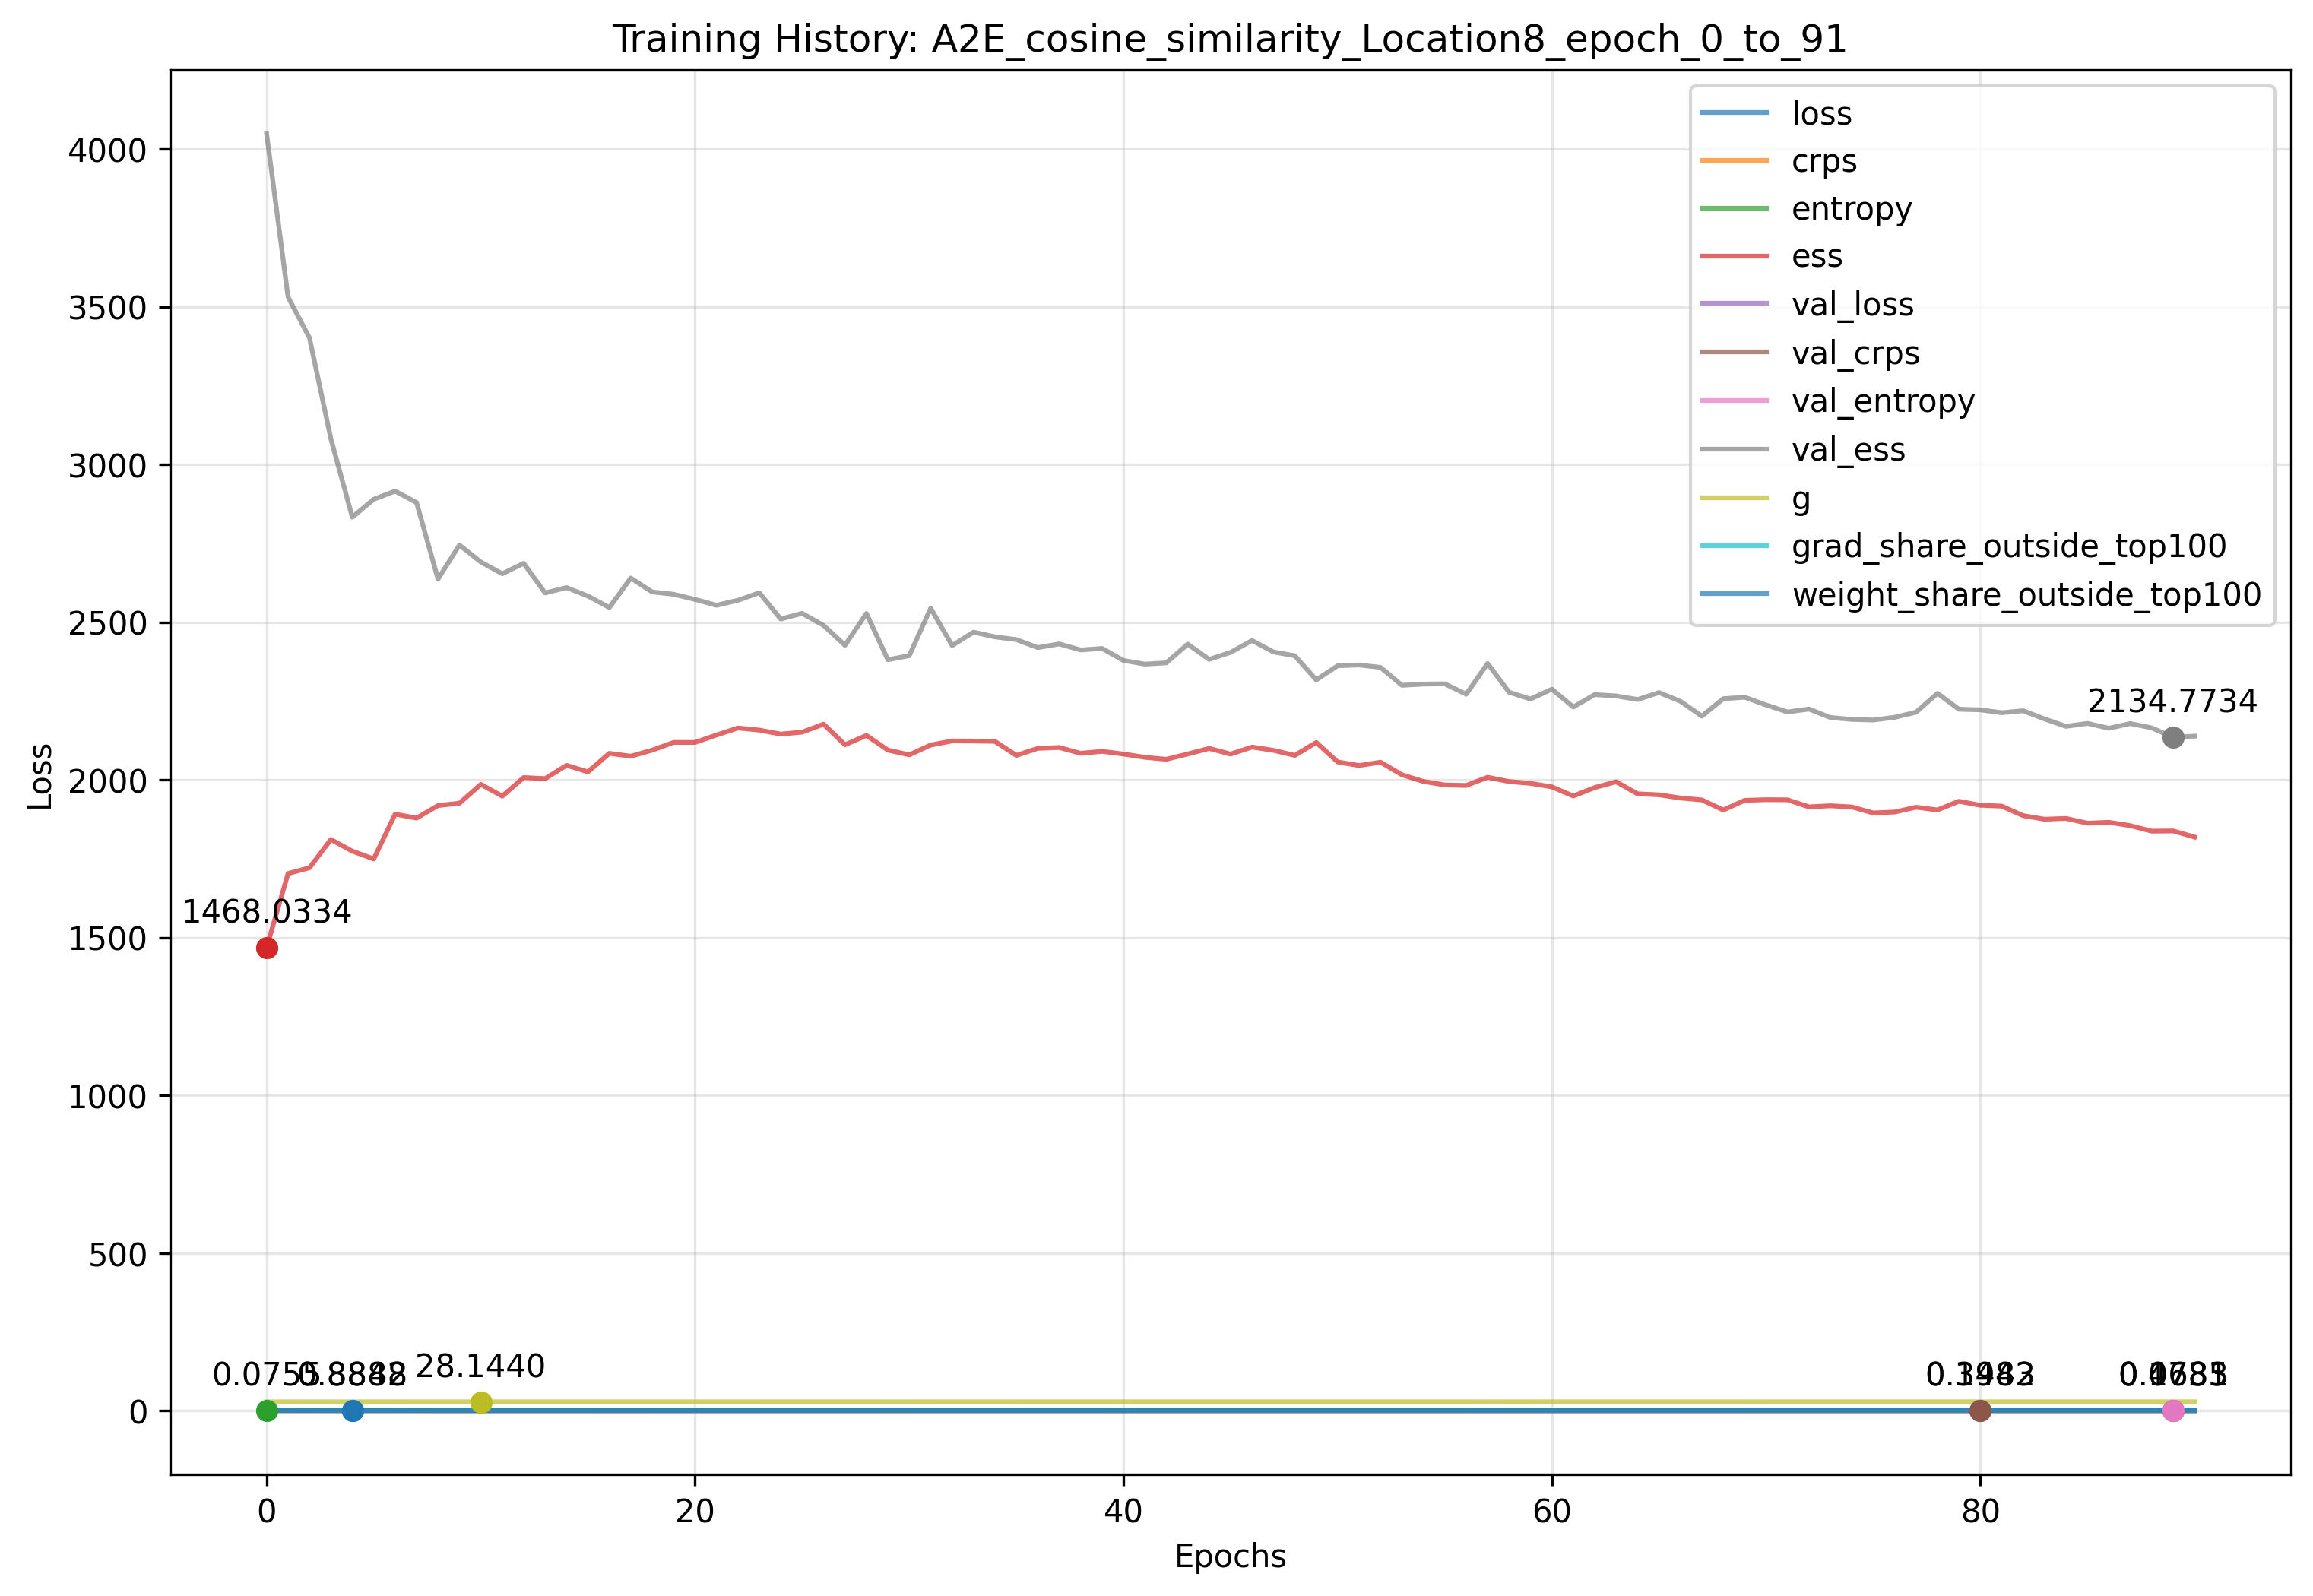 Training History: A2E_cosine_similarity_Location8_epoch_0_to_91
loss
crps
entropy
ess
val_loss
val_crps
val_entropy
val_ess
g
grad_share_outside_top100
weight_share_outside_top100
4000
3500
3000
2500
2000
1500
1000
500
0
Loss
2134.7734
1468.0334
28.1440
0 20 40 60 80
Epochs